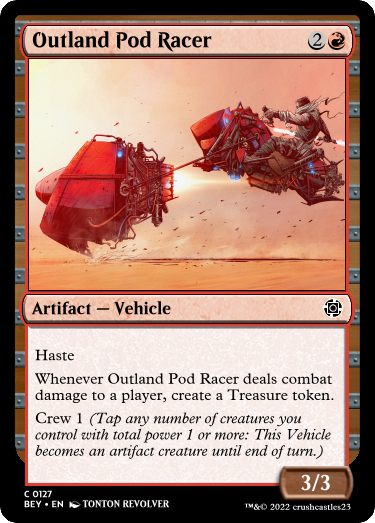 Outland Pod Racer 2
Artifact — Vehicle
Haste
Whenever Outland Pod Racer deals combat
damage to a player, create a Treasure token.
Crew 1 (Tap any number of creatures you
control with total power 1 or more: This Vehicle
becomes an artifact creature until end of turn.)
3/3
C 0127
BEY • EN TONTON REVOLVER
™&© 2022 crushcastles23